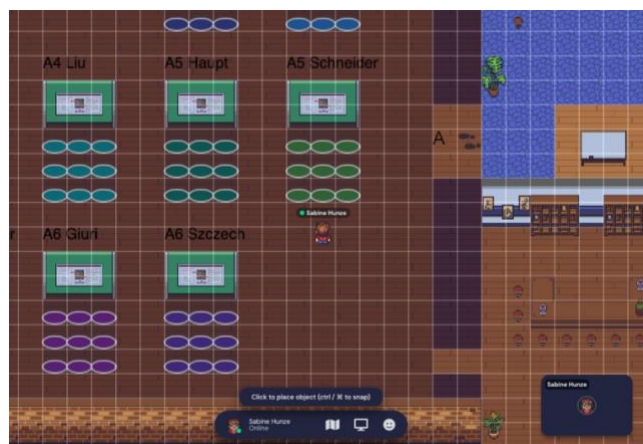 A4 Liu
A5 Haupt
A5 Schneider
A
Sabine Hunze
A6 Giuri
A6 Szczech
Sabine Hunze
Click to place object (ctrl / ⌘ to snap)
Sabine Hunze
Online